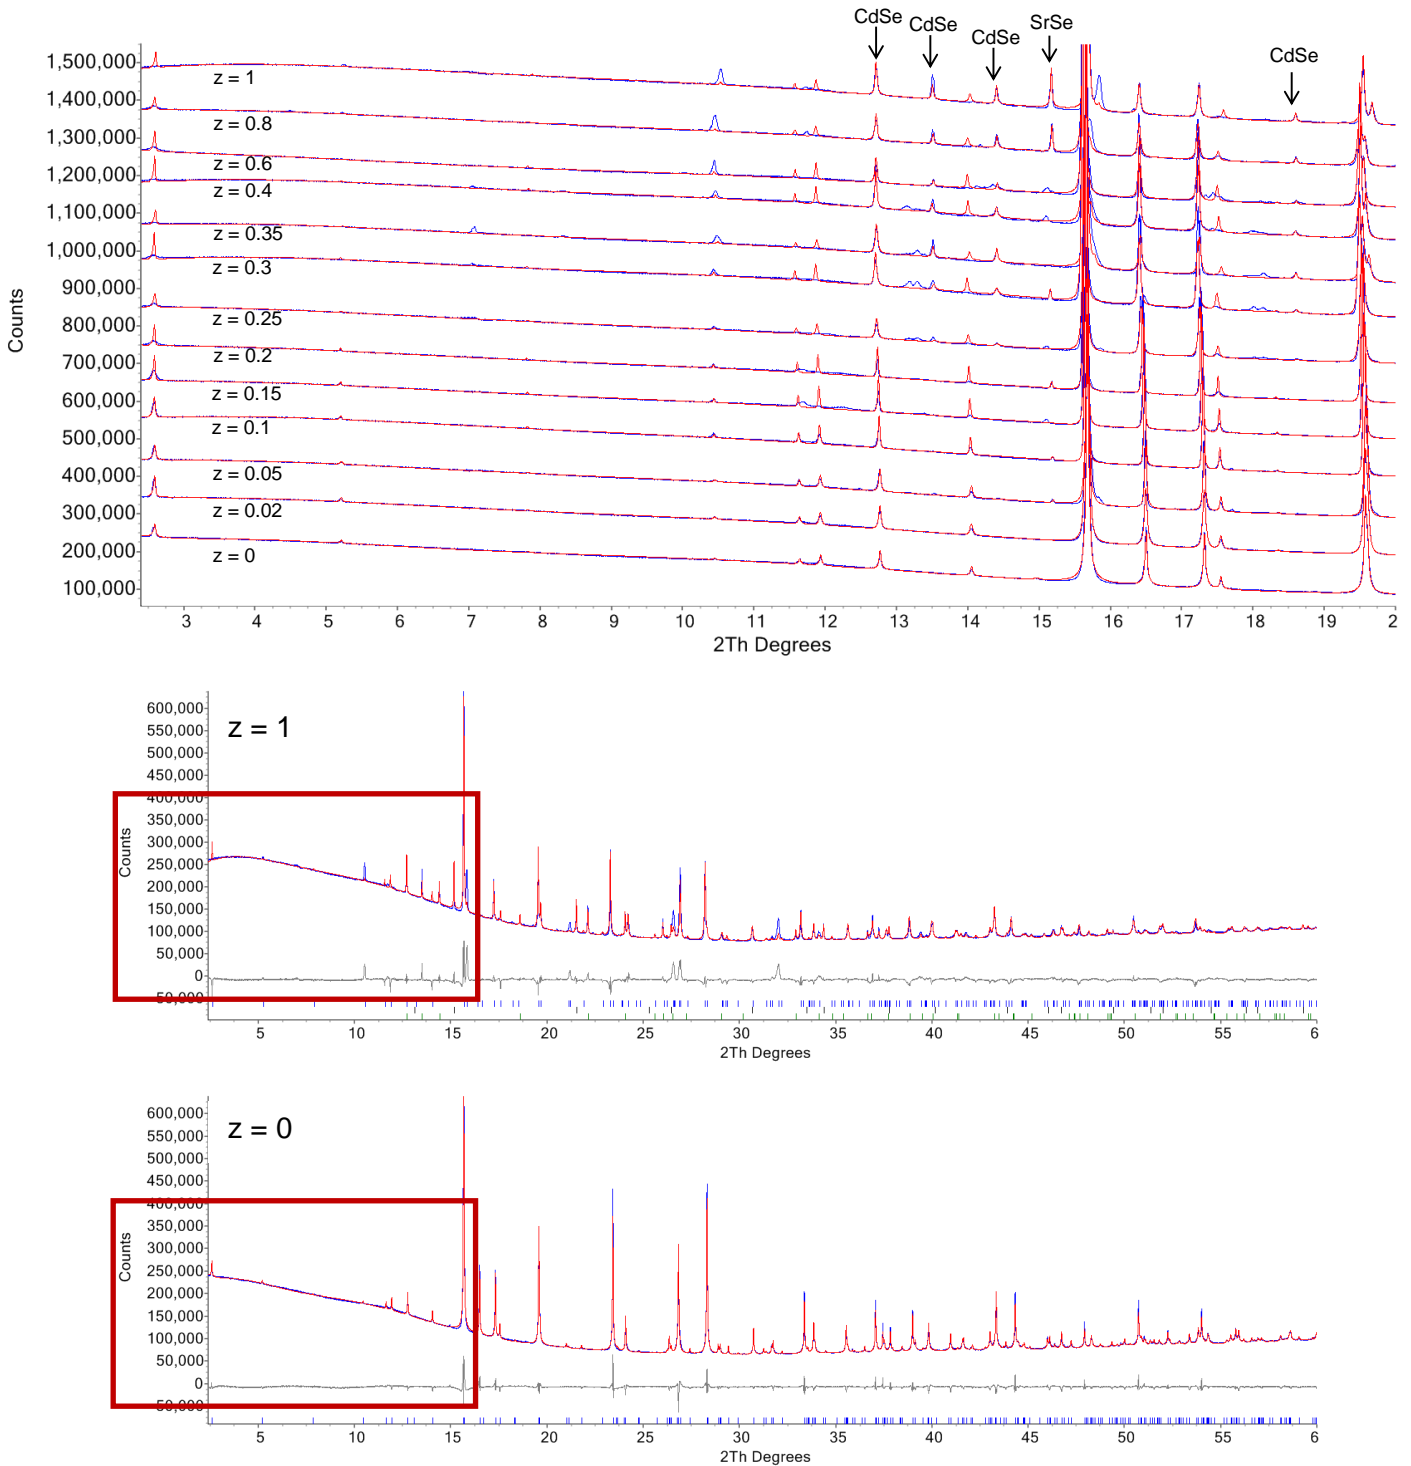 CdSe
CdSe
CdSe
SrSe
CdSe
1,500,000
1,400,000
1,300,000
1,200,000
1,100,000
1,000,000
900,000
800,000
700,000
600,000
500,000
400,000
300,000
200,000
100,000
Counts
z = 1
z = 0.8
z = 0.6
z = 0.4
z = 0.35
z = 0.3
z = 0.25
z = 0.2
z = 0.15
z = 0.1
z = 0.05
z = 0.02
z = 0
3 4 5 6 7 8 9 10 11 12 13 14 15 16 17 18 19 2
2Th Degrees
z = 1
600,000
550,000
500,000
450,000
400,000
350,000
300,000
250,000
200,000
150,000
100,000
50,000
0
50,000
Counts
5 10 15 20 25 30 35 40 45 50 55 6
2Th Degrees
z = 0
600,000
550,000
500,000
450,000
400,000
350,000
300,000
250,000
200,000
150,000
100,000
50,000
0
50,000
Counts
5 10 15 20 25 30 35 40 45 50 55 6
2Th Degrees